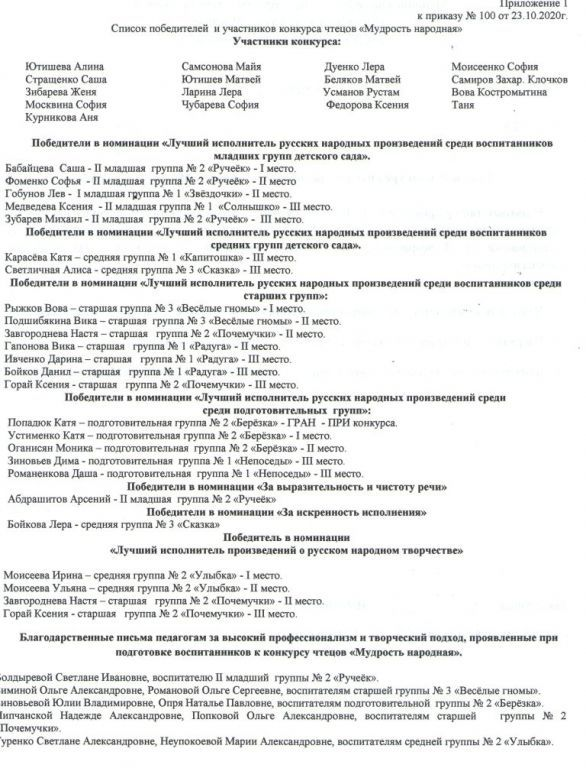 Приложение 1
к приказу № 100 от 23.10.2020г.
Список победителей и участников конкурса чтецов «Мудрость народная»
Участники конкурса:
Ютишева Алина Самсонова Майя Дуенко Лера Моисеенко София
Стращенко Саша Ютишев Матвей Беляков Матвей Самиров Захар. Клочков
Зибарева Женя Ларина Лера Усманов Рустам Вова Костромытина
Москвина София Чубарева София Федорова Ксения Таня
Курникова Аня
Победители в номинации «Лучший исполнитель русских народных произведений среди воспитанников
младших групп детского сада».
Бабайцева Саша - II младшая группа № 2 «Ручеёк» - I место.
Фоменко Софья - II младшая группа № 2 «Ручеёк» - II место
Гобунов Лев - I младшая группа № 1 «Звёздочки» - II место.
Медведева Ксения - II младшая группа № 1 «Солнышко» - III место.
Зубарев Михаил - II младшая группа № 2 «Ручеёк» - III место.
Победители в номинации «Лучший исполнитель русских народных произведений среди воспитанников
средних групп детского сада».
Карасёва Катя – средняя группа № 1 «Капитошка» - III место.
Светличная Алиса - средняя группа № 3 «Сказка» - III место.
Победители в номинации «Лучший исполнитель русских народных произведений среди воспитанников среди
старших групп»:
Рыжков Вова – старшая группа № 3 «Весёлые гномы» - I место.
Подшибякина Вика – старшая группа № 3 «Весёлые гномы» - II место.
Завгороднева Настя – старшая группа № 2 «Почемучки» - II место.
Гапонова Вика – старшая группа № 1 «Радуга» - II место.
Ивченко Дарина – старшая группа № 1 «Радуга» - III место.
Бойков Данил – старшая группа № 1 «Радуга» - III место.
Горай Ксения - старшая группа № 2 «Почемучки» - III место.
Победители в номинации «Лучший исполнитель русских народных произведений среди
среди подготовительных групп»:
Попадюк Катя – подготовительная группа № 2 «Берёзка» - ГРАН - ПРИ конкурса.
Устименко Катя – подготовительная группа № 2 «Берёзка» - I место.
Оганисян Моника – подготовительная группа № 2 «Берёзка» - II место.
Зиновьев Дима - подготовительная группа № 1 «Непоседы» - III место.
Романенкова Даша - подготовительная группа № 1 «Непоседы» - III место.
Победители в номинации «За выразительность и чистоту речи»
Абдрашитов Арсений - II младшая группа № 2 «Ручеёк»
Победители в номинации «За искренность исполнения»
Бойкова Лера - средняя группа № 3 «Сказка»
Победитель в номинации
«Лучший исполнитель произведений о русском народном творчестве»
Моисеева Ирина – средняя группа № 2 «Улыбка» - I место.
Моисеева Ульяна – средняя группа № 2 «Улыбка» - II место.
Завгороднева Настя – старшая группа № 2 «Почемучки» - II место.
Горай Ксения - старшая группа № 2 «Почемучки» - III место.
Благодарственные письма педагогам за высокий профессионализм и творческий подход, проявленные при
подготовке воспитанников к конкурсу чтецов «Мудрость народная».
олдыревой Светлане Ивановне, воспитателю II младший группы № 2 «Ручеёк».
иминой Ольге Александровне, Романовой Ольге Сергеевне, воспитателям старшей группы № 3 «Весёлые гномы».
иновьевой Юлии Владимировне, Опря Наталье Павловне, воспитателям подготовительной группы № 2 «Берёзка».
ипчанской Надежде Александровне, Попковой Ольге Александровне, воспитателям старшей группы № 2
Почемучки».
уренко Светлане Александровне, Неупокоевой Марии Александровне, воспитателям средней группы № 2 «Улыбка».